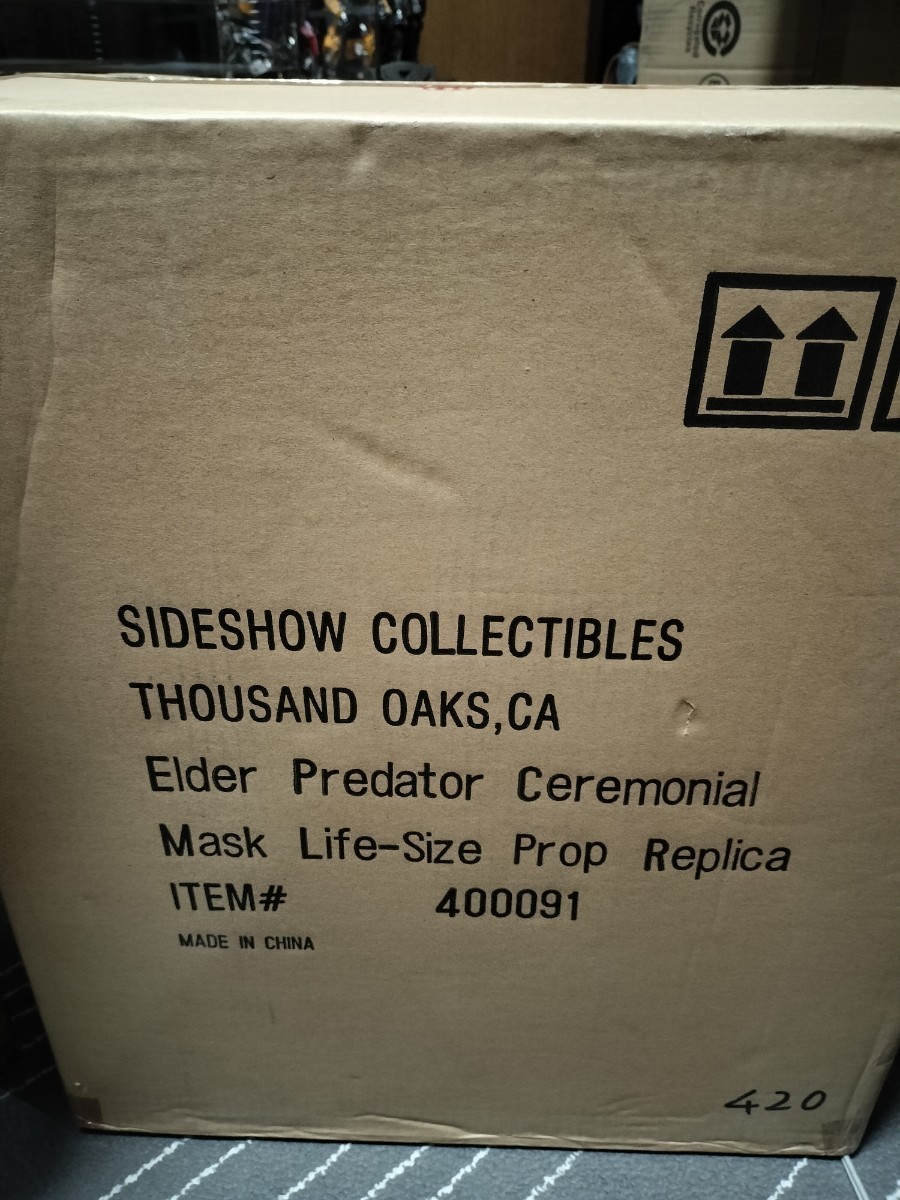 SIDESHOW COLLECTIBLES
THOUSAND OAKS,CA
Elder Predator Ceremonial
Mask Life-Size Prop Replica
ITEM# 400091
MADE IN CHINA
420